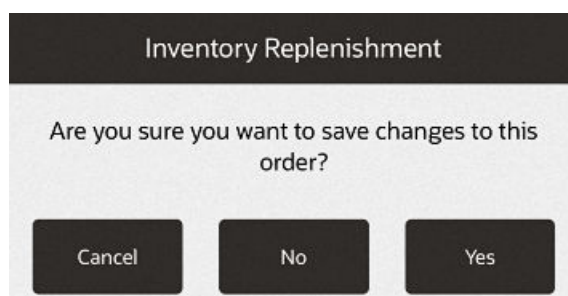 Inventory Replenishment
Are you sure you want to save changes to this
order?
Cancel
No
Yes